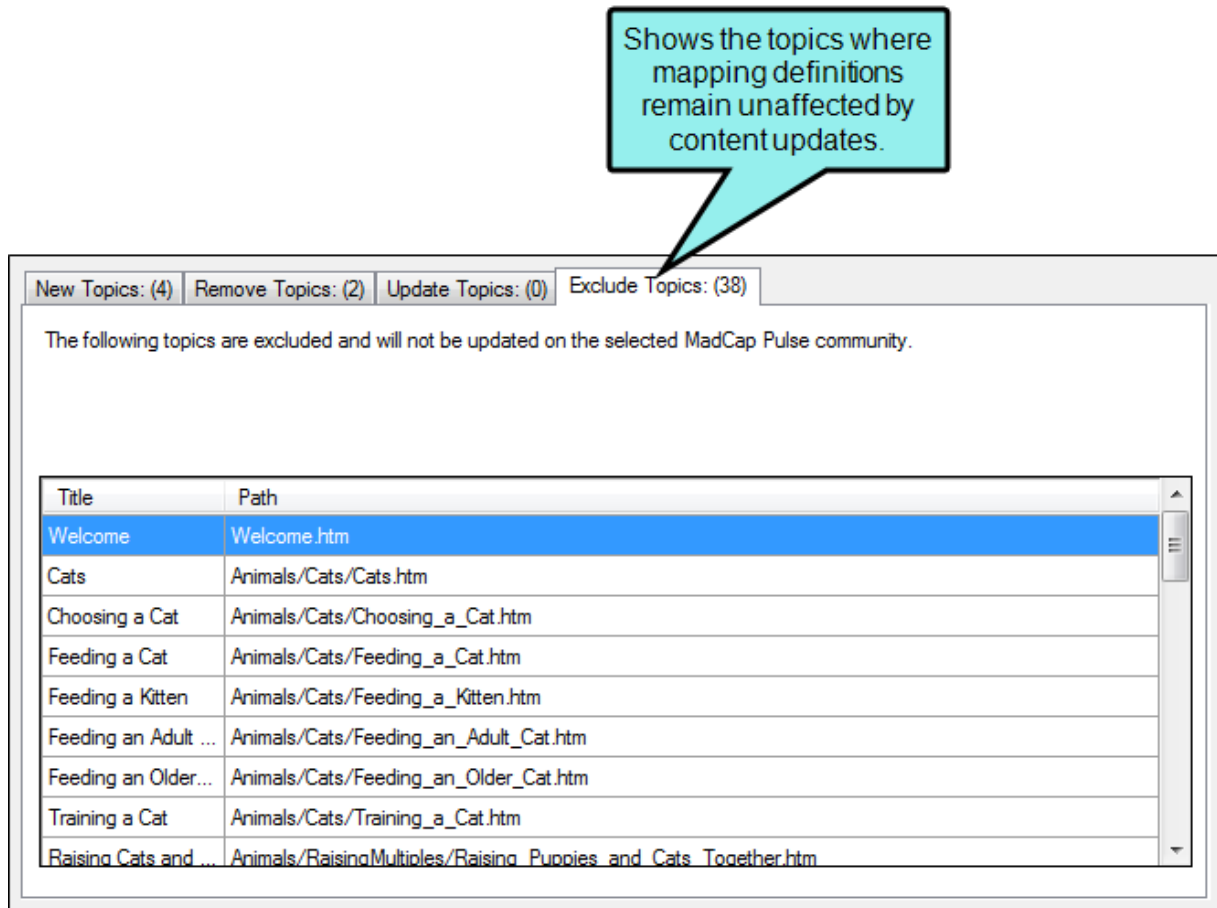 Shows the topics where
mapping definitions
remain unaffected by
content updates.
New Topics: (4) Remove Topics: (2) Update Topics: (0) Exclude Topics: (38)
The following topics are excluded and will not be updated on the selected MadCap Pulse community.
Title Path
Welcome Welcome.htm
Cats Animals/Cats/Cats.htm
Choosing a Cat Animals/Cats/Choosing_a_Cat.htm
Feeding a Cat Animals/Cats/Feeding_a_Cat.htm
Feeding a Kitten Animals/Cats/Feeding_a_Kitten.htm
Feeding an Adult ... Animals/Cats/Feeding_an_Adult_Cat.htm
Feeding an Older... Animals/Cats/Feeding_an_Older_Cat.htm
Training a Cat Animals/Cats/Training_a_Cat.htm
Raising Cats and ... Animals/RaisingMultiples/Raising_Puppies_and_Cats_Together.htm